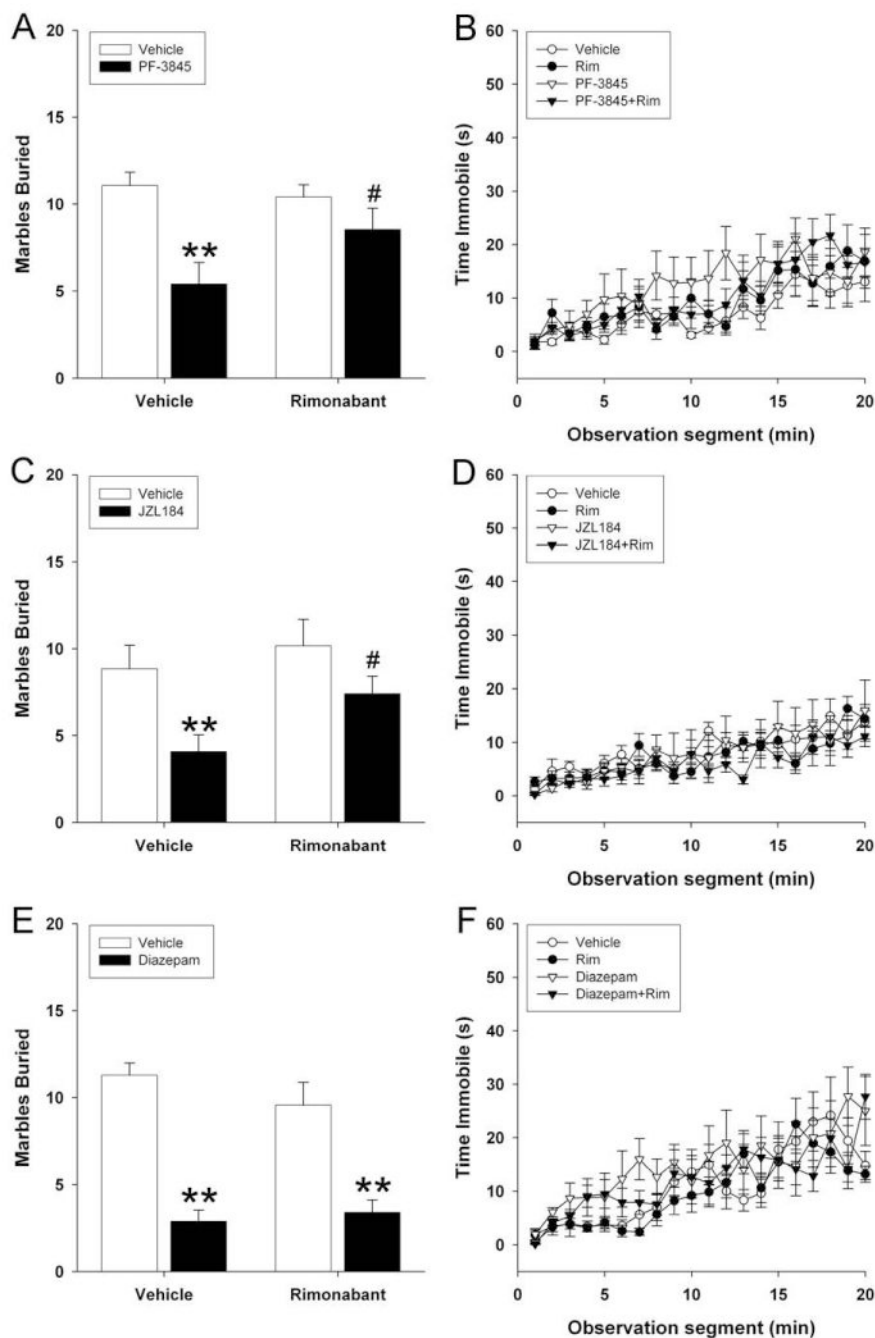 A
Marbles Buried
20
15
10
5
0
Vehicle
PF-3845
**
#
Vehicle
Rimonabant
B
Time Immobile (s)
60
50
40
30
20
10
0
Vehicle
Rim
PF-3845
PF-3845+Rim
0
5
10
15
20
Observation segment (min)
C
Marbles Buried
20
15
10
5
0
Vehicle
JZL184
**
#
Vehicle
Rimonabant
D
Time Immobile (s)
60
50
40
30
20
10
0
Vehicle
Rim
JZL184
JZL184+Rim
0
5
10
15
20
Observation segment (min)
E
Marbles Buried
20
15
10
5
0
Vehicle
Diazepam
**
**
Vehicle
Rimonabant
F
Time Immobile (s)
60
50
40
30
20
10
0
Vehicle
Rim
Diazepam
Diazepam+Rim
0
5
10
15
20
Observation segment (min)